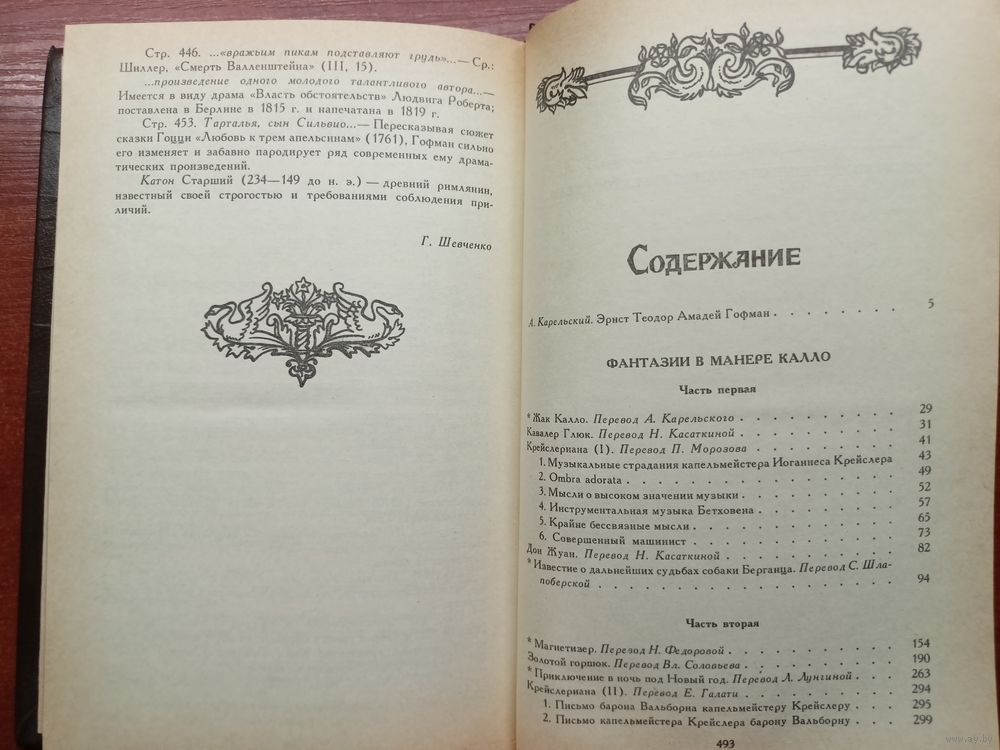 Стр. 446. ...«вражьим пикам подставляют грудь»...— Ср.:
Шиллер, «Смерть Валленштейна» (III, 15).
...произведение одного молодого талантливого автора...—
Имеется в виду драма «Власть обстоятельств» Людвига Роберта;
поставлена в Берлине в 1815 г. и напечатана в 1819 г.
Стр. 453. Тарталья, сын Сильвио...— Пересказывая сюжет
сказки Гоцци «Любовь к трем апельсинам» (1761), Гофман сильно
его изменяет и забавно пародирует ряд современных ему драма-
тических произведений.
Катон Старший (234—149 до н. э.) — древний римлянин,
известный своей строгостью и требованиями соблюдения при-
личий.
Г. Шевченко
Содержание
А. Карельский. Эрнст Теодор Амадей Гофман . . . . . . . . 5
ФАНТАЗИИ В МАНЕРЕ КАЛЛО
Часть первая
* Жак Калло. Перевод А. Карельского . . . . . . . . . . 29
Кавалер Глюк. Перевод Н. Касаткиной . . . . . . . . . . 31
Крейслериана (I). Перевод П. Морозова . . . . . . . . . 41
1. Музыкальные страдания капельмейстера Иоганнеса Крейслера 43
2. Ombra adorata . . . . . . . . . . . . . . . . . 49
3. Мысли о высоком значении музыки . . . . . . . . . . 52
4. Инструментальная музыка Бетховена . . . . . . . . . 57
5. Крайне бессвязные мысли . . . . . . . . . . . . . 65
6. Совершенный машинист . . . . . . . . . . . . . . 73
Дон Жуан. Перевод Н. Касаткиной . . . . . . . . . . . 82
* Известие о дальнейших судьбах собаки Берганца. Перевод С. Шла-
поберской . . . . . . . . . . . . . . . . . . . 94
Часть вторая
* Магнетизер. Перевод Н. Федоровой . . . . . . . . . . 154
Золотой горшок. Перевод Вл. Соловьева . . . . . . . . . 190
* Приключение в ночь под Новый год. Перевод Л. Лунгиной . . . 263
Крейслериана (II). Перевод Е. Галати . . . . . . . . . . 294
1. Письмо барона Вальборна капельмейстеру Крейслеру . . . 295
2. Письмо капельмейстера Крейслера барону Вальборну . . . 299
493
www.ay.by